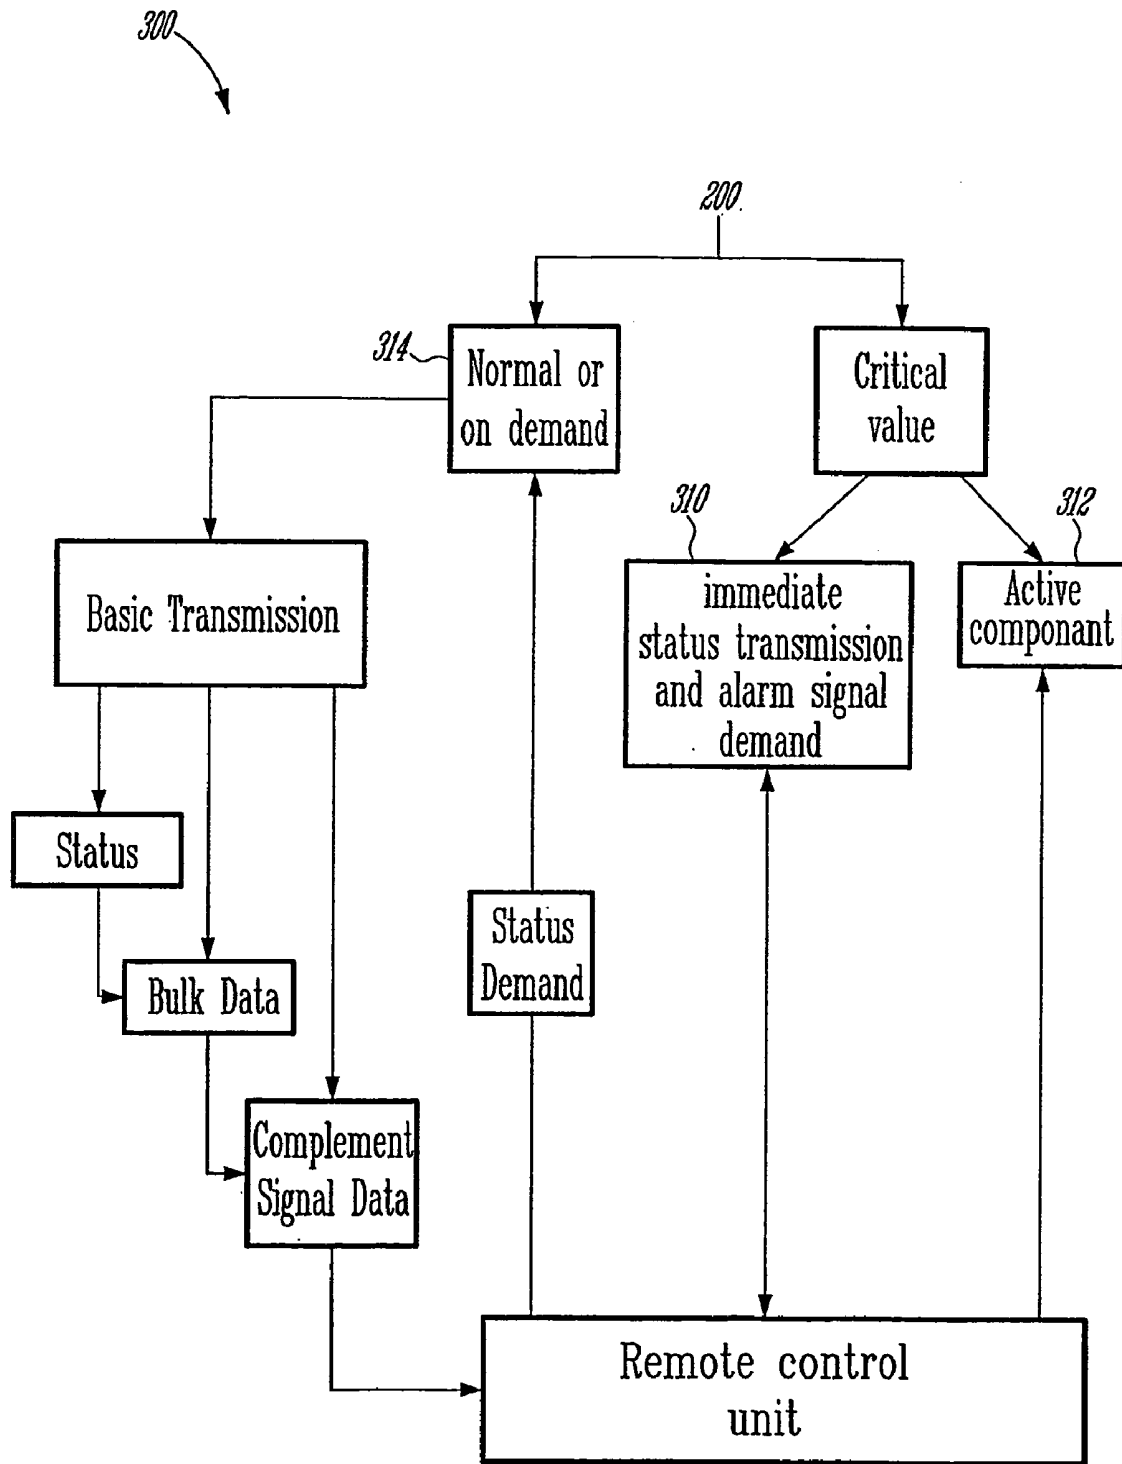 300
200
314
Normal or
on demand
Critical
value
310
312
Basic Transmission
immediate
status transmission
and alarm signal
demand
Active
componant
Status
Status
Demand
Bulk Data
Complement
Signal Data
Remote control
unit